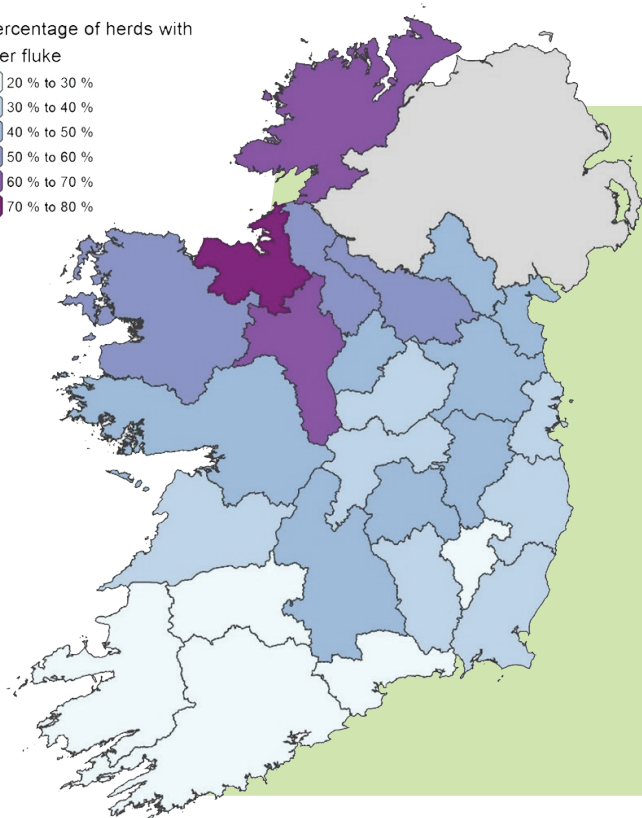 ercentage of herds with
er fluke
20 % to 30 %
30 % to 40 %
40 % to 50 %
50 % to 60 %
60 % to 70 %
70 % to 80 %